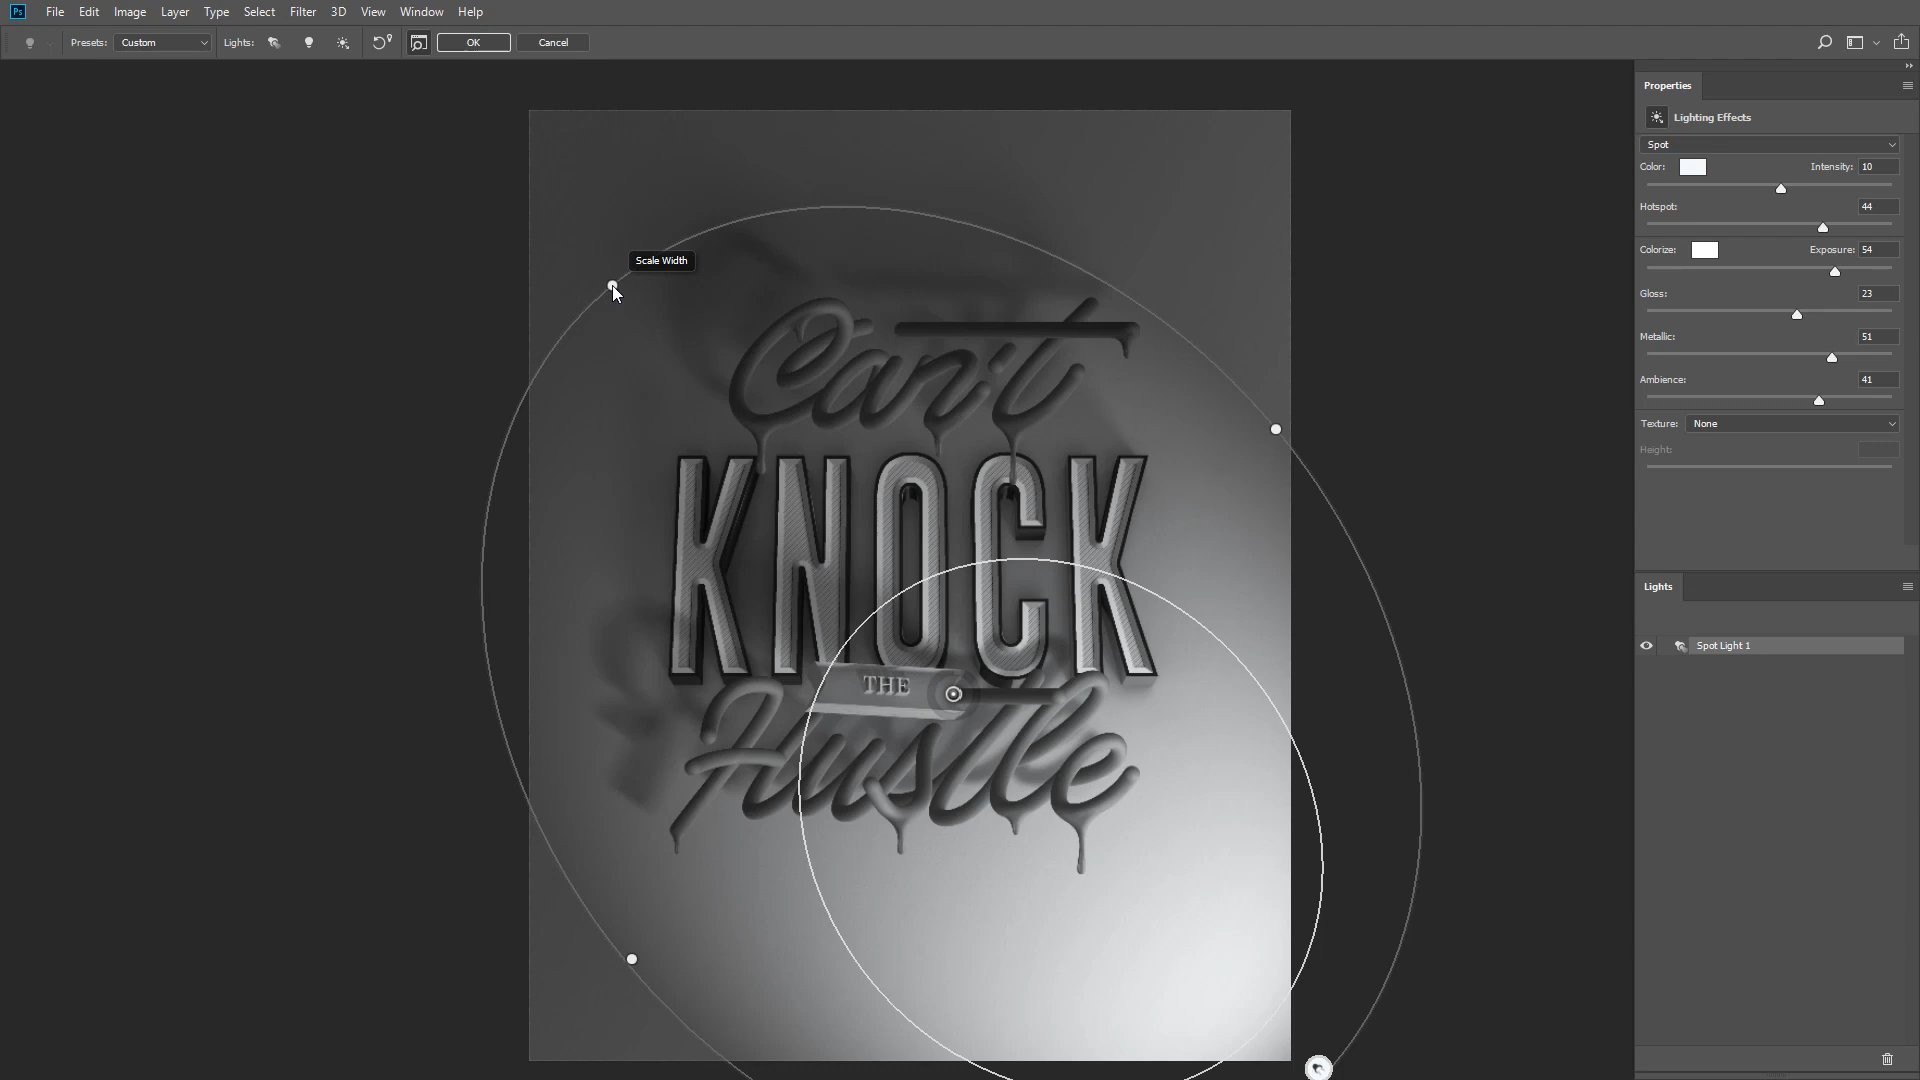 Ps File Edit Image Layer Type Select Filter 3D View Window Help
Presets: Custom Lights: OK Cancel
Properties
Lighting Effects
Spot
Color: Intensity: 10
Hotspot: 44
Colorize: Exposure: 54
Gloss: 23
Metallic: 51
Ambience: 41
Texture: None
Height:
Lights
Spot Light 1
Scale Width
Can't
KNOCK
THE
Hustle